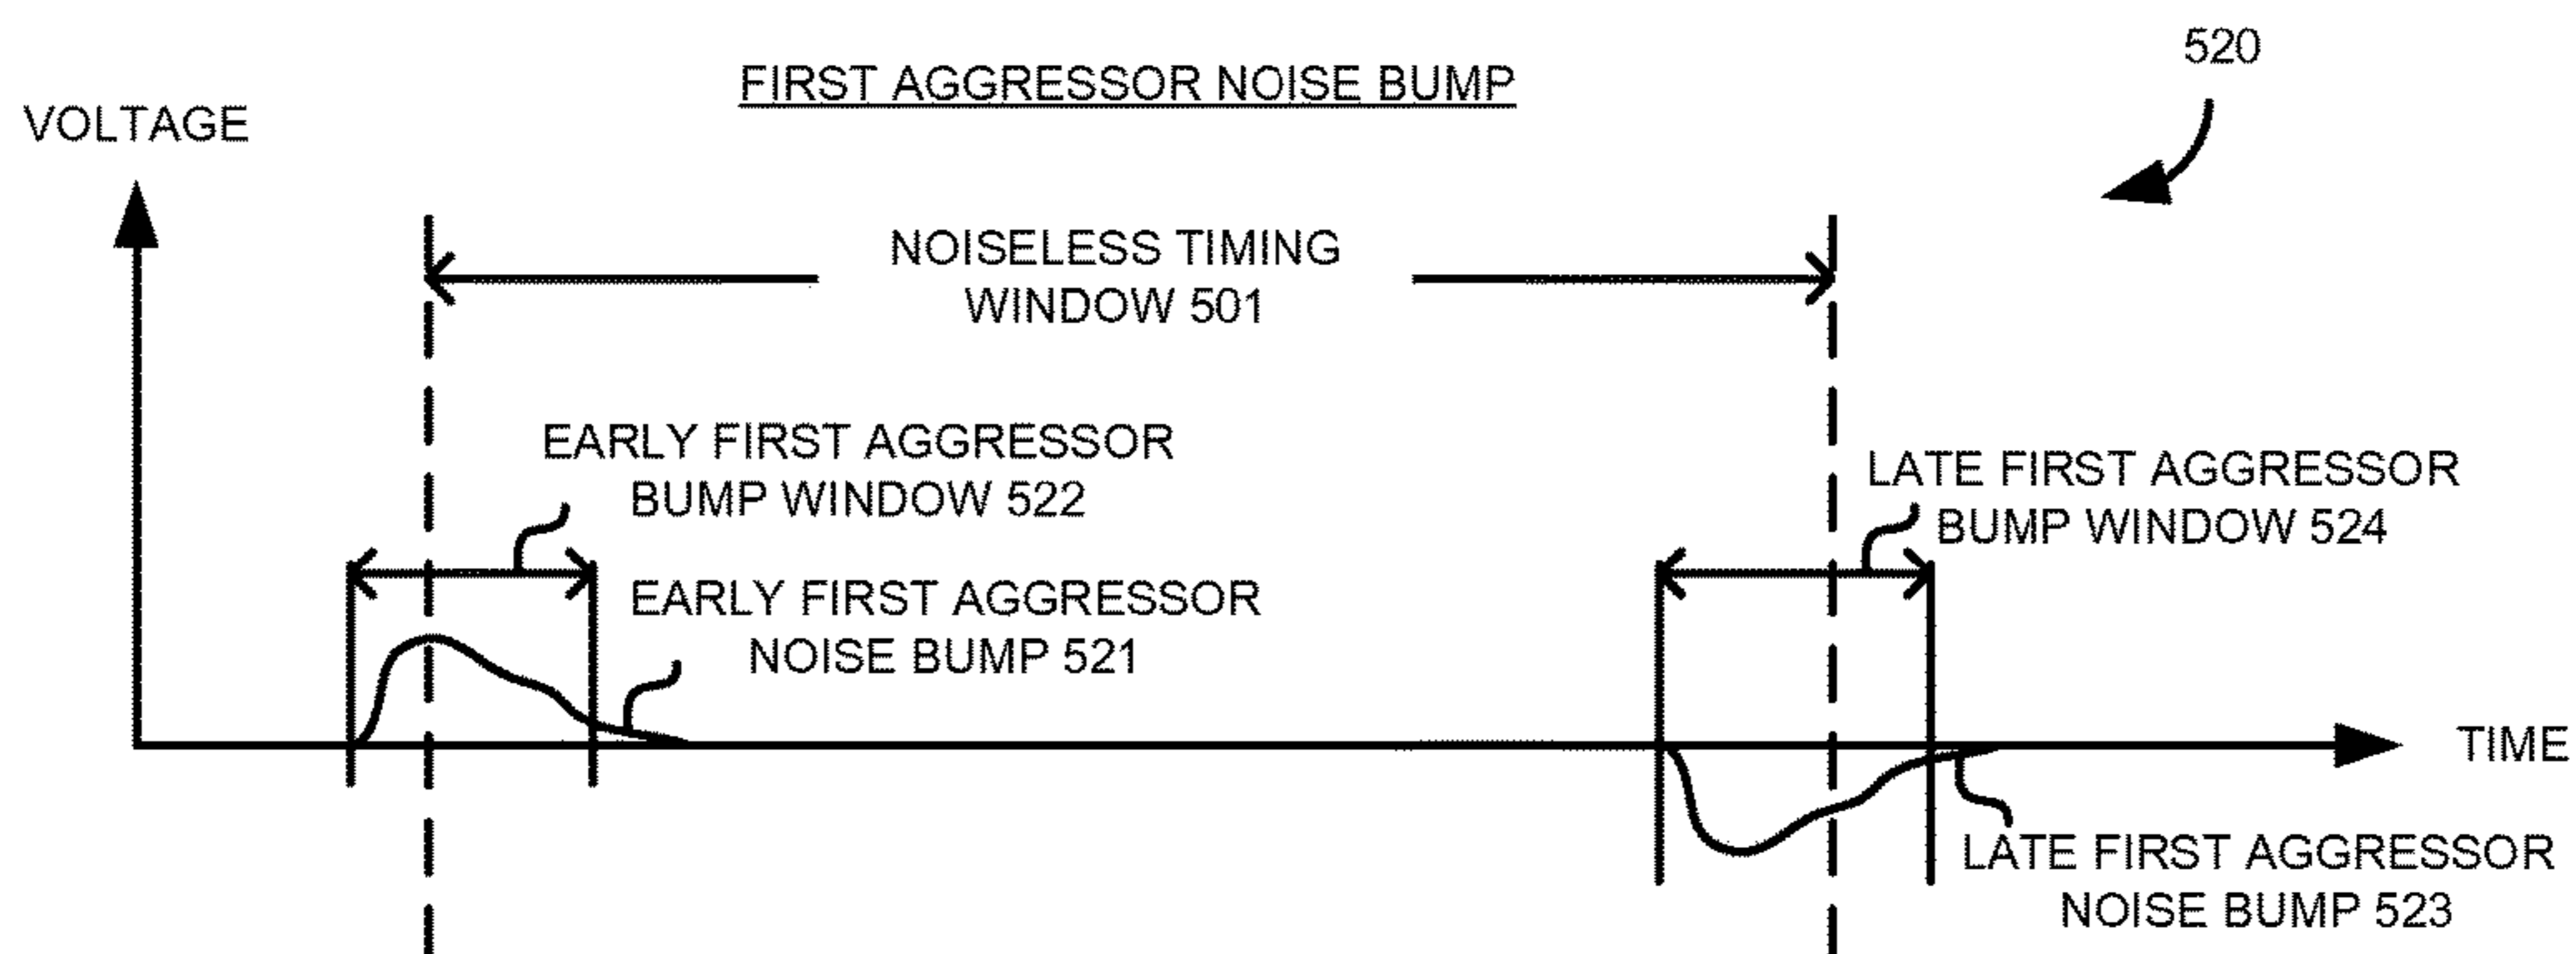 520
FIRST AGGRESSOR NOISE BUMP
VOLTAGE
NOISELESS TIMING
WINDOW 501
EARLY FIRST AGGRESSOR
BUMP WINDOW 522
LATE FIRST AGGRESSOR
BUMP WINDOW 524
EARLY FIRST AGGRESSOR
NOISE BUMP 521
TIME
LATE FIRST AGGRESSOR
NOISE BUMP 523